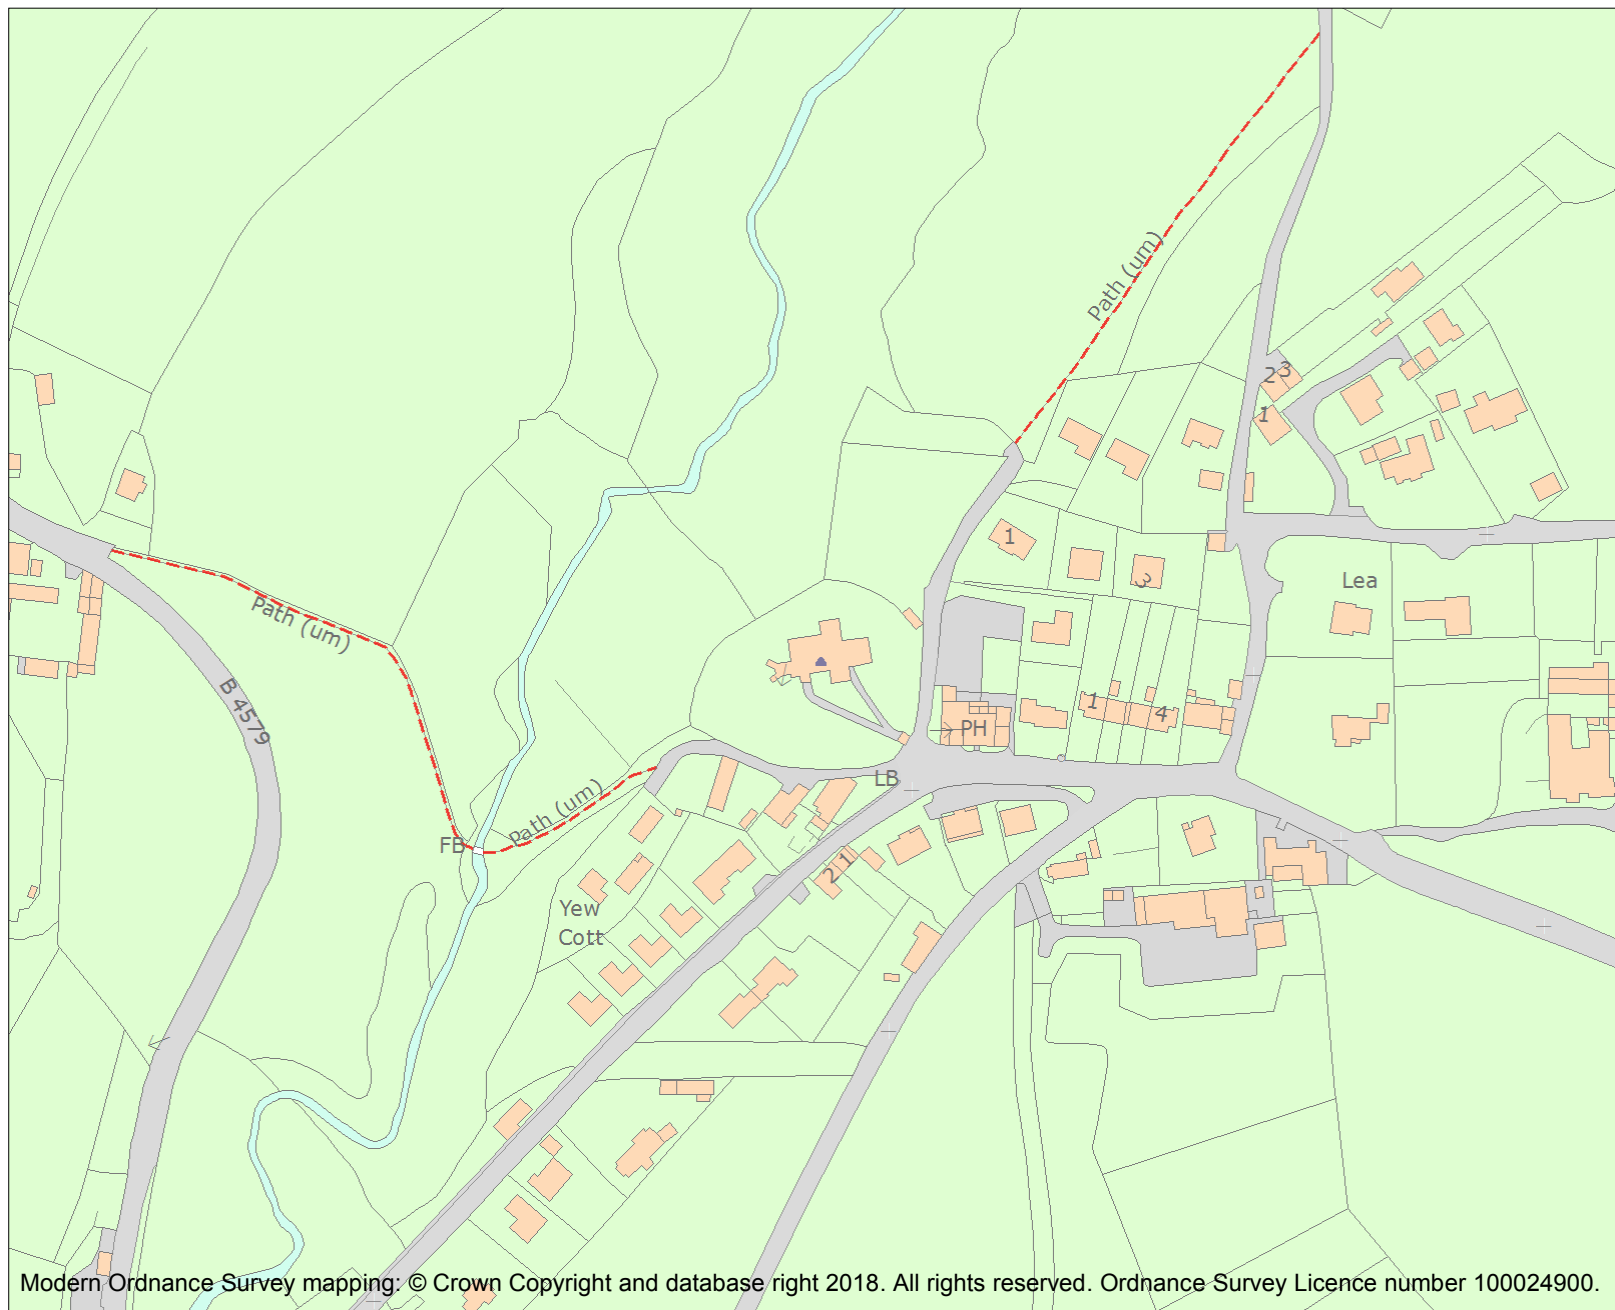 Path (um)
2
3
1
1
3
Lea
Path (um)
B 4579
1
4
PH
LB
Path (um)
FB
2
1
Yew
Cott
Modern Ordnance Survey mapping: © Crown Copyright and database right 2018. All rights reserved. Ordnance Survey Licence number 100024900.